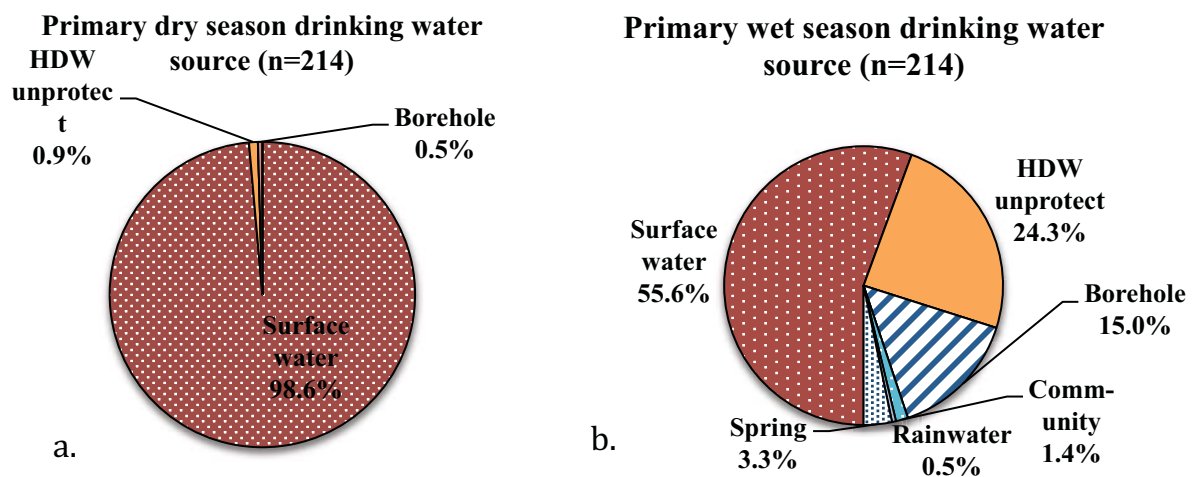 Primary dry season drinking water
source (n=214)
HDW
unprotec
t
0.9%
Borehole
0.5%
Surface
water
98.6%
a.
Primary wet season drinking water
source (n=214)
HDW
unprotect
24.3%
Surface
water
55.6%
Borehole
15.0%
Comm-
unity
1.4%
Rainwater
0.5%
Spring
3.3%
b.